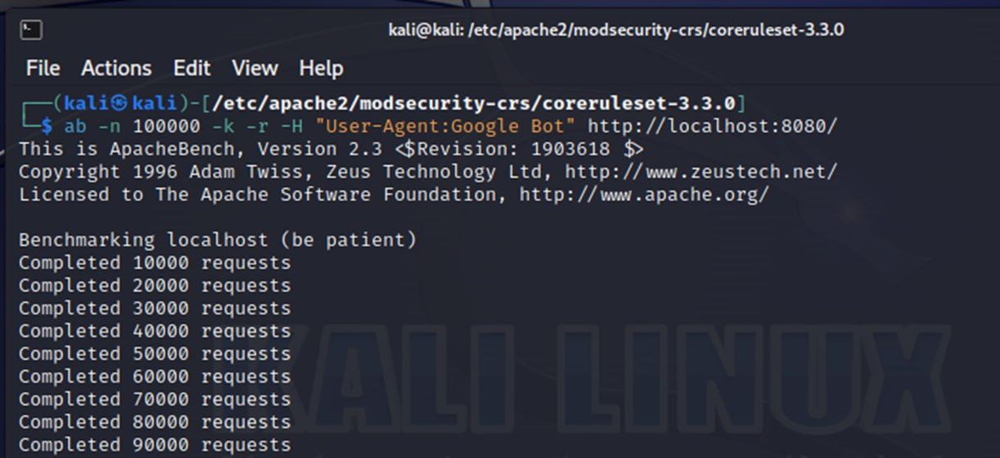 kali@kali: /etc/apache2/modsecurity-crs/coreruleset-3.3.0
File Actions Edit View Help
┌──(kali㉿kali)-[/etc/apache2/modsecurity-crs/coreruleset-3.3.0]
└─$ ab -n 100000 -k -r -H "User-Agent:Google Bot" http://localhost:8080/
This is ApacheBench, Version 2.3 <$Revision: 1903618 $>
Copyright 1996 Adam Twiss, Zeus Technology Ltd, http://www.zeustech.net/
Licensed to The Apache Software Foundation, http://www.apache.org/
Benchmarking localhost (be patient)
Completed 10000 requests
Completed 20000 requests
Completed 30000 requests
Completed 40000 requests
Completed 50000 requests
Completed 60000 requests
Completed 70000 requests
Completed 80000 requests
Completed 90000 requests
KALI LINUX